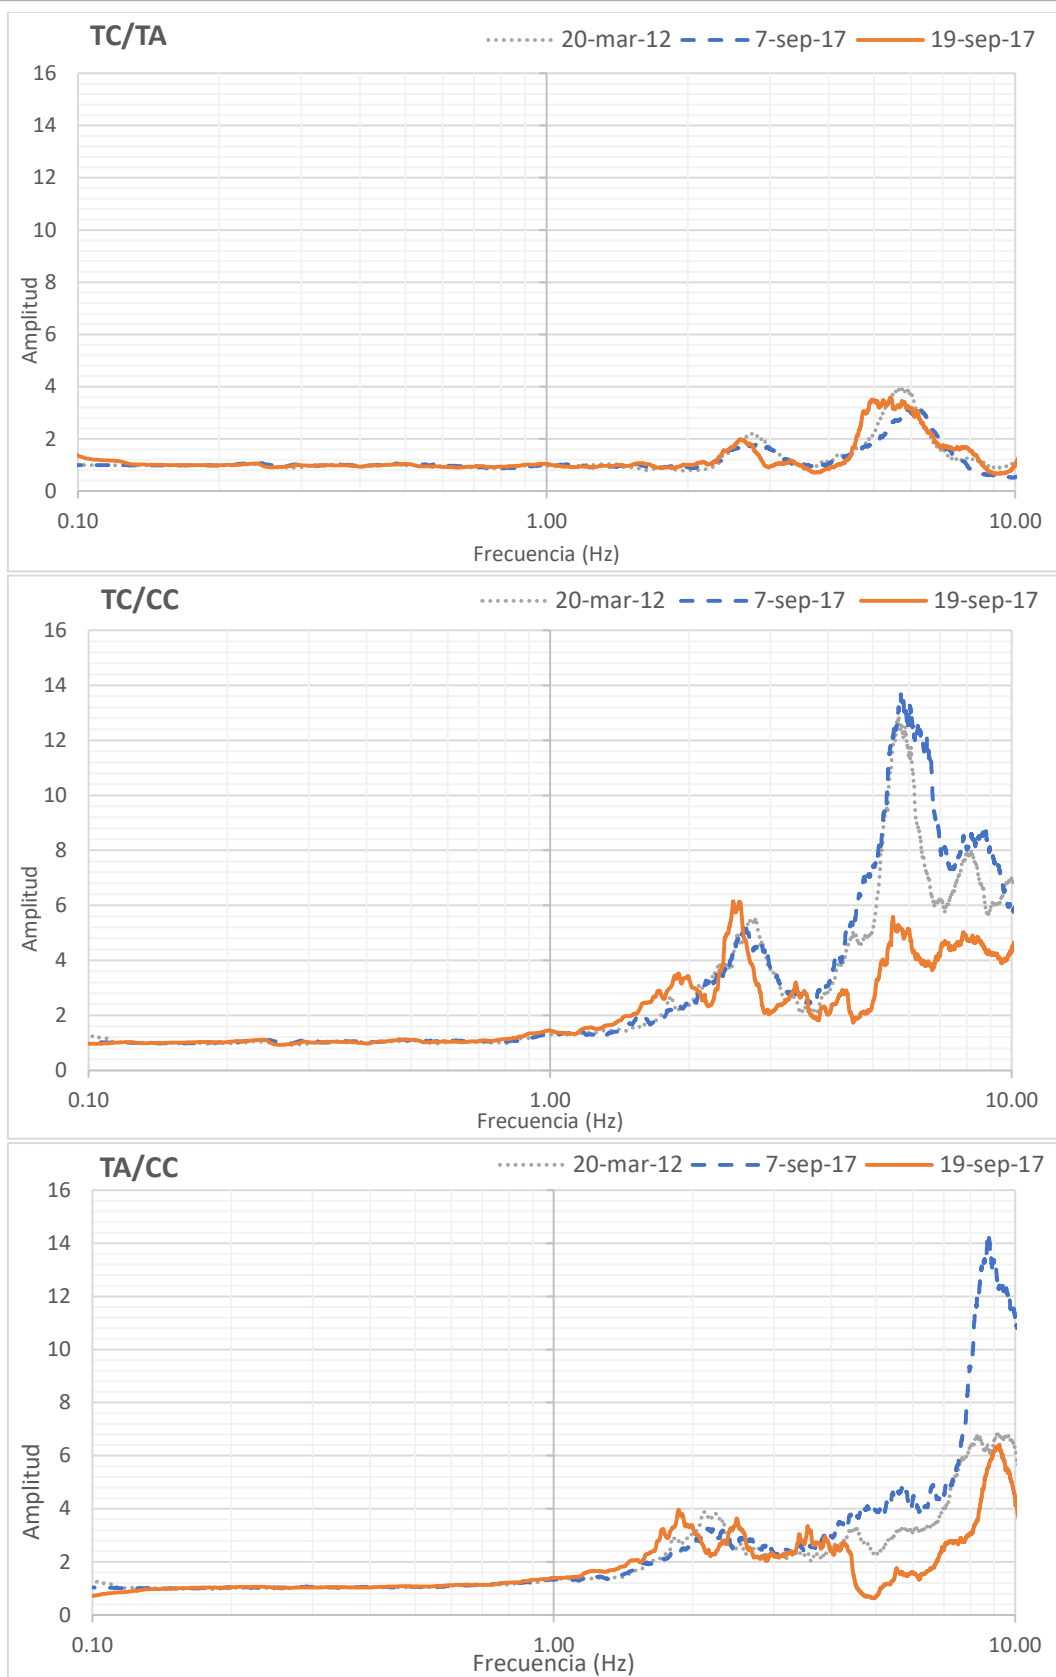 TC/TA
20-mar-12 7-sep-17 19-sep-17
16
14
12
10
8
6
4
2
0
Amplitud
0.10 1.00 10.00
Frecuencia (Hz)
TC/CC
20-mar-12 7-sep-17 19-sep-17
16
14
12
10
8
6
4
2
0
Amplitud
0.10 1.00 10.00
Frecuencia (Hz)
TA/CC
20-mar-12 7-sep-17 19-sep-17
16
14
12
10
8
6
4
2
0
Amplitud
0.10 1.00 10.00
Frecuencia (Hz)